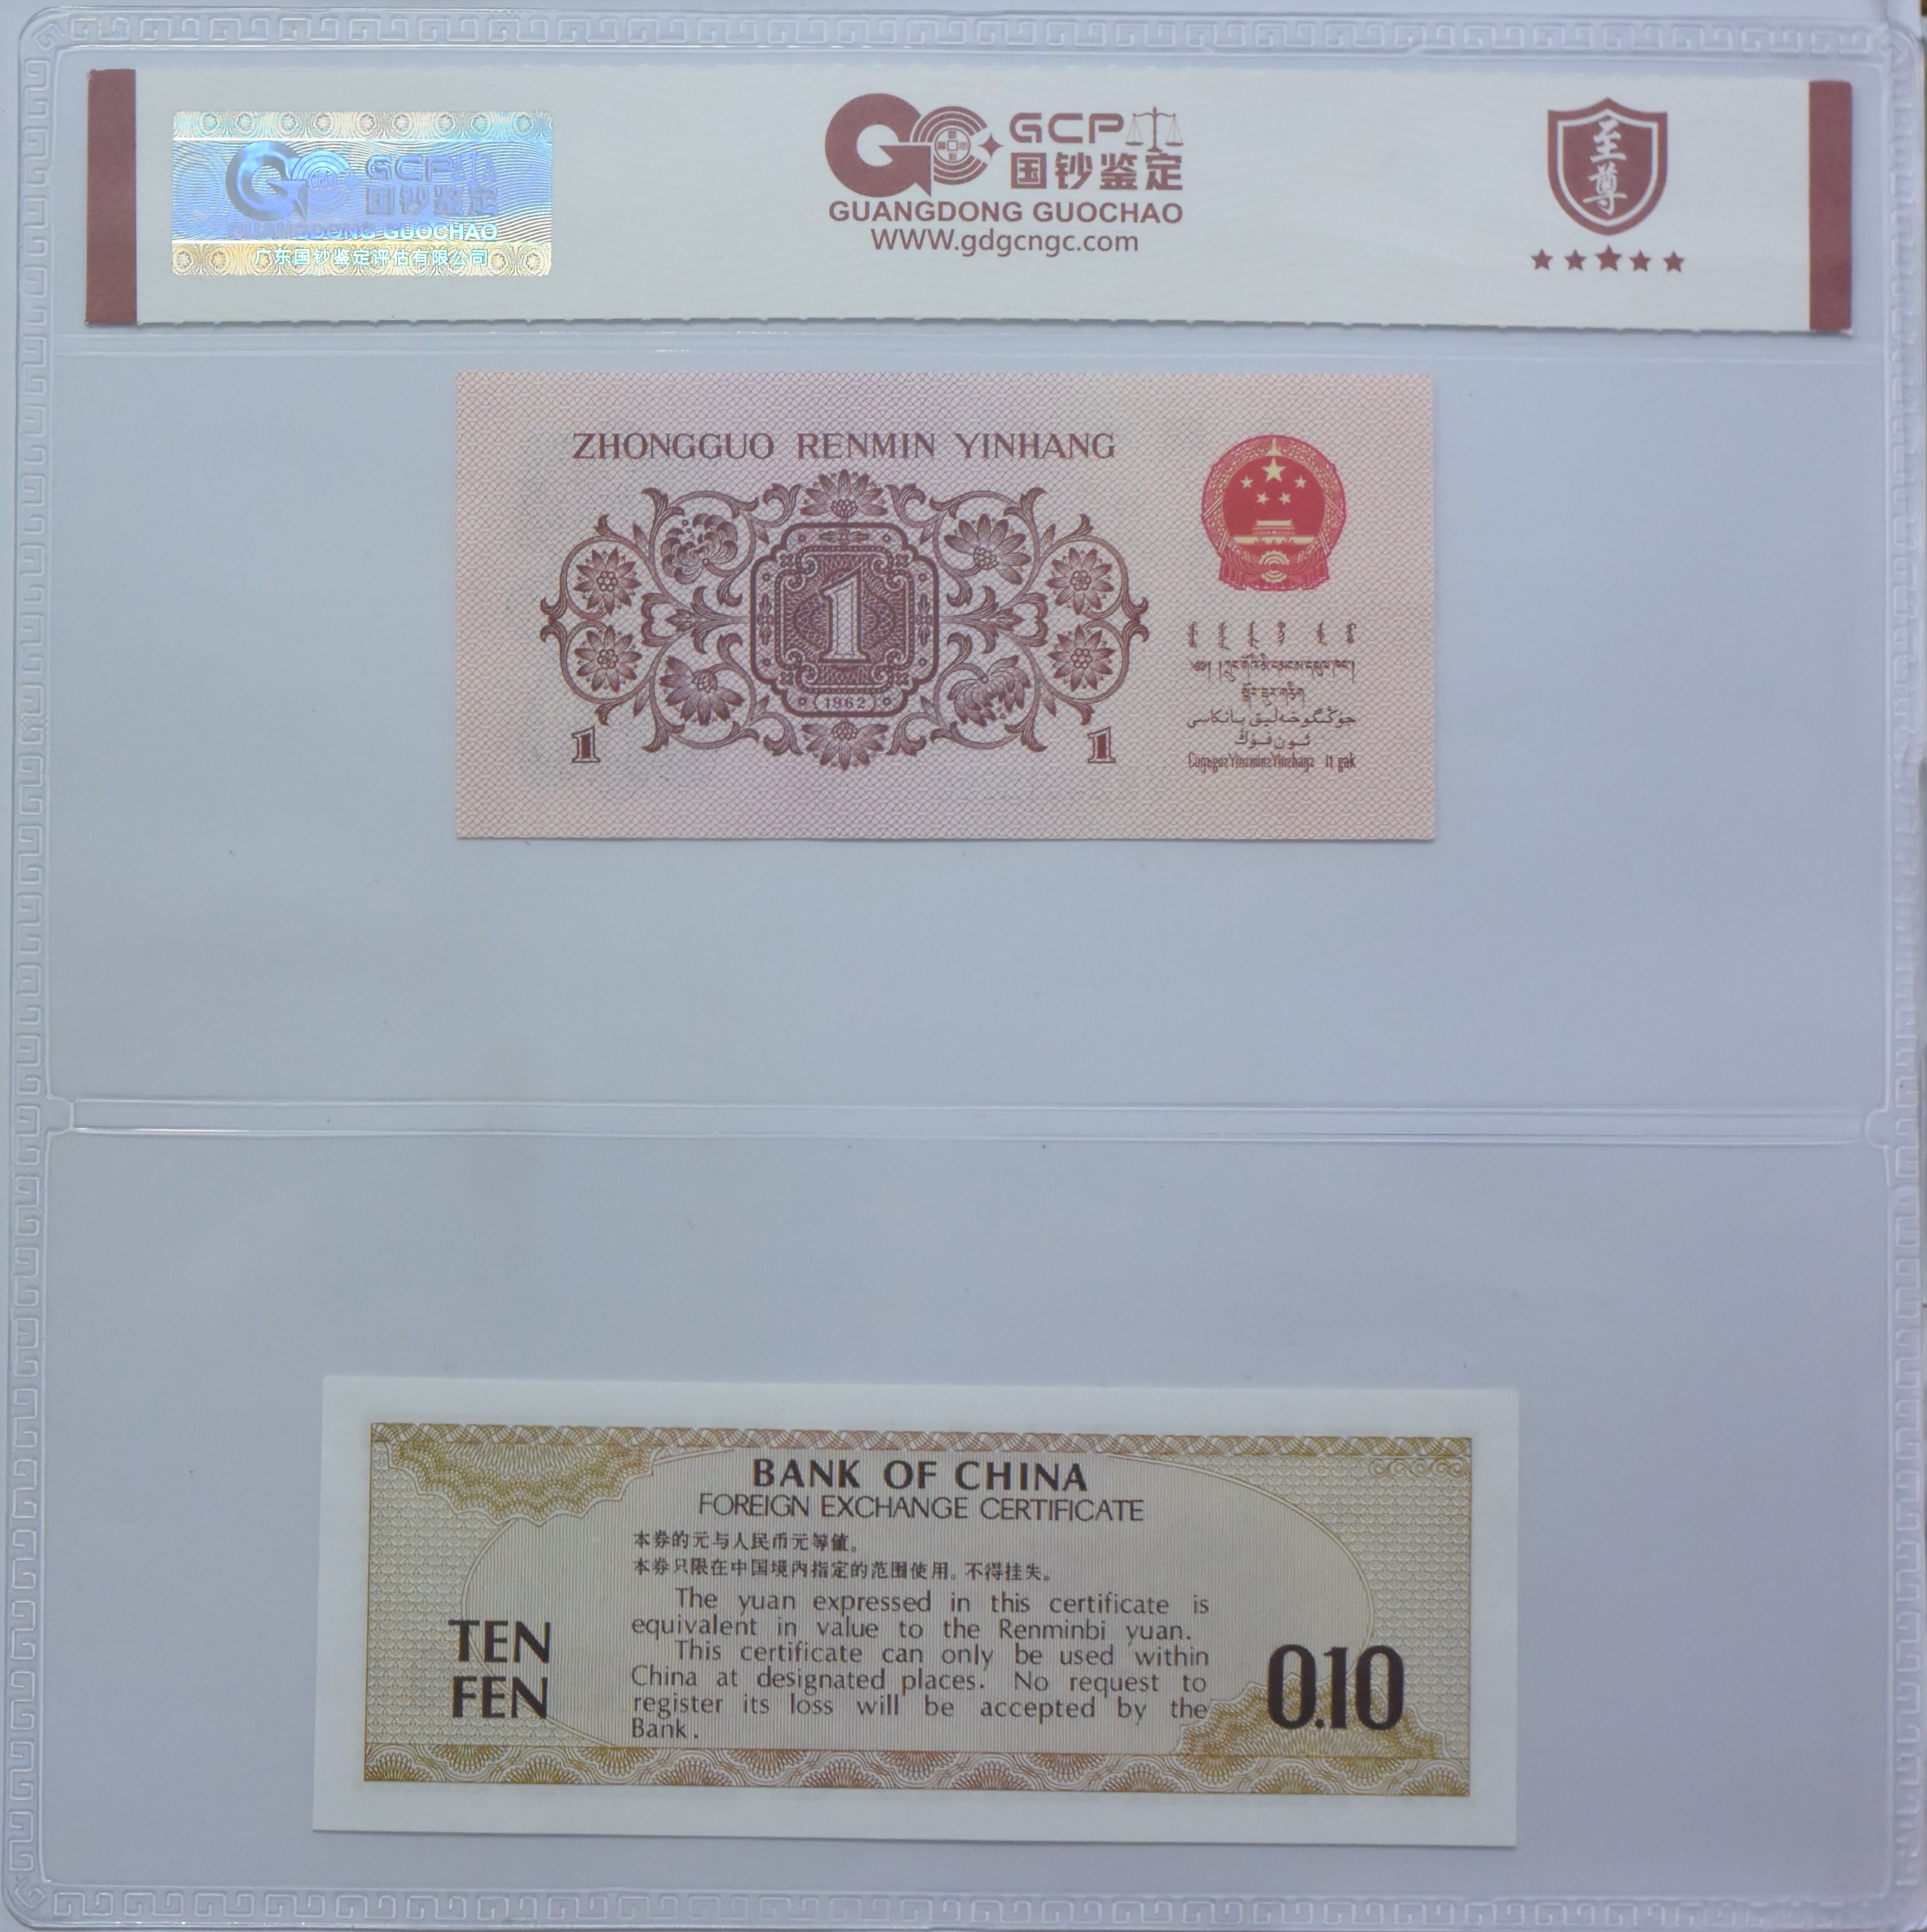 GCP
国钞鉴定
GUANGDONG GUOCHAO
广东国钞鉴定评估有限公司
GCP
国钞鉴定
GUANGDONG GUOCHAO
WWW.gdgcngc.com
至尊
ZHONGGUO RENMIN YINHANG
1
1962
1 1
جۇڭگو خەلىق بانكاسى
BANK OF CHINA
FOREIGN EXCHANGE CERTIFICATE
本券的元与人民币元等值。
本券只限在中国境内指定的范围使用。不得挂失。
The yuan expressed in this certificate is
equivalent in value to the Renminbi yuan.
This certificate can only be used within
China at designated places. No request to
register its loss will be accepted by the
Bank.
TEN
FEN
0.10